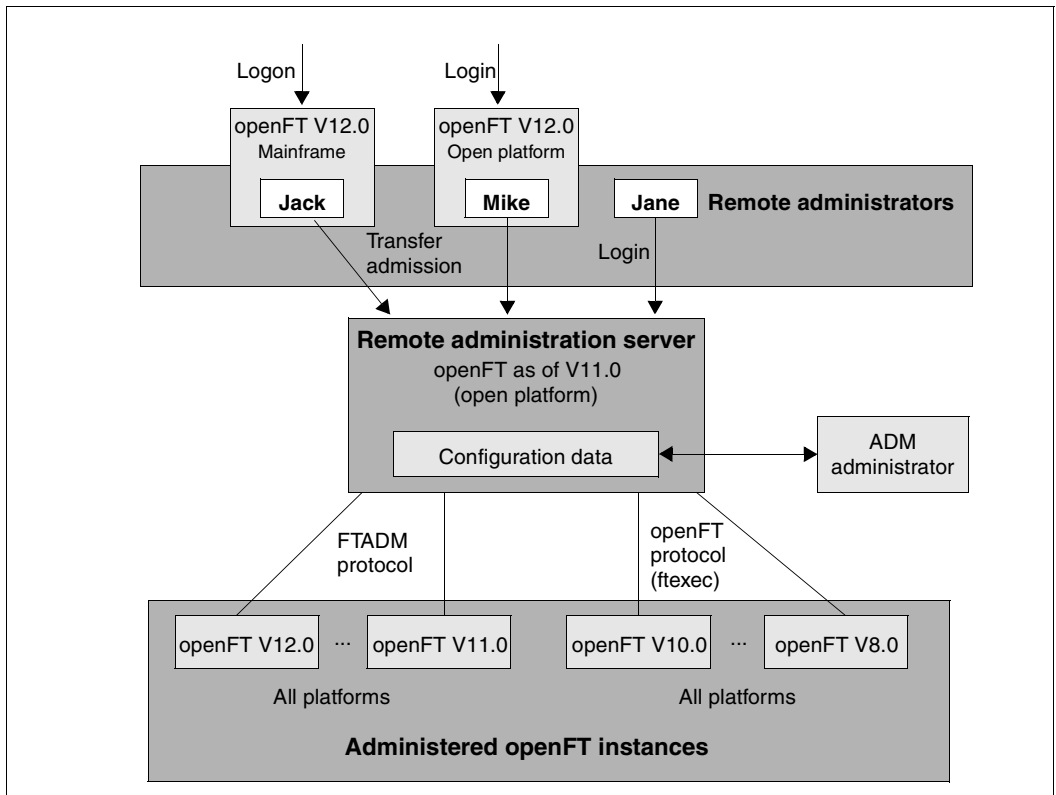 Logon
Login
openFT V12.0
Mainframe
openFT V12.0
Open platform
Jack
Mike
Jane
Remote administrators
Transfer
admission
Login
Remote administration server
openFT as of V11.0
(open platform)
Configuration data
ADM
administrator
FTADM
protocol
openFT
protocol
(ftexec)
openFT V12.0
...
openFT V11.0
openFT V10.0
...
openFT V8.0
All platforms
All platforms
Administered openFT instances